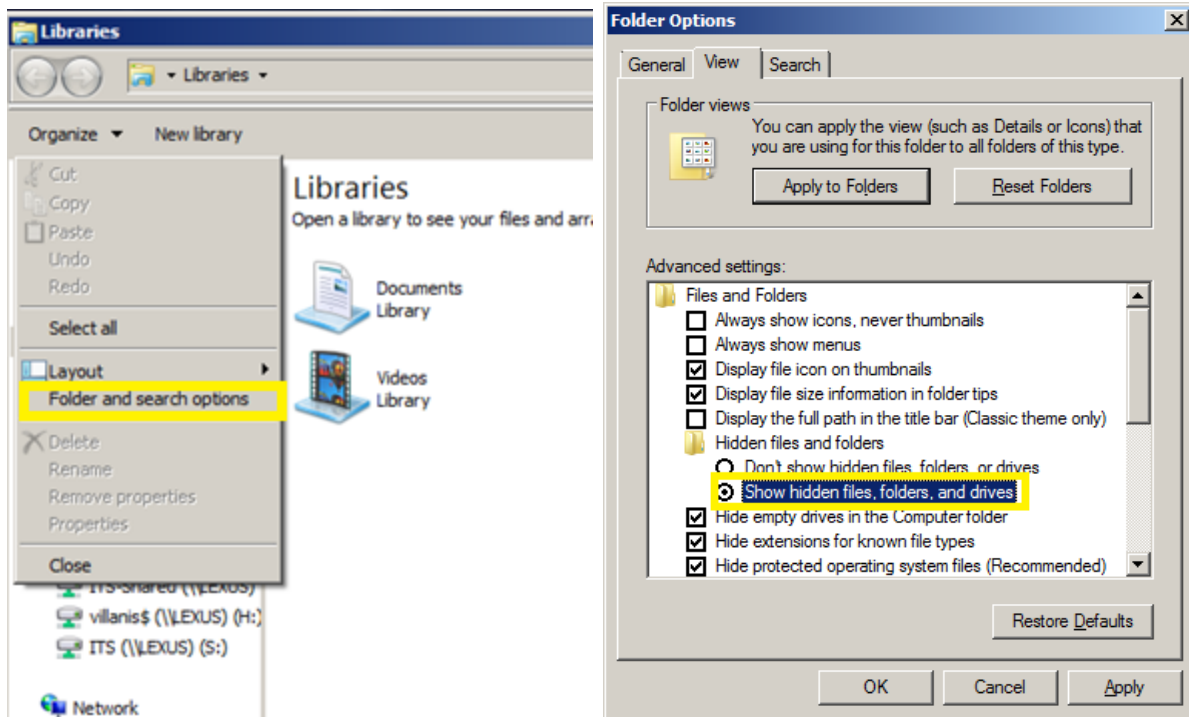 Libraries
Libraries
Organize
New library
Cut
Copy
Paste
Undo
Redo
Select all
Layout
Folder and search options
Delete
Rename
Remove properties
Properties
Close
Libraries
Open a library to see your files and arra
Documents
Library
Videos
Library
ITS-Shared (\\LEXUS)
villanis$ (\\LEXUS) (H:)
ITS (\\LEXUS) (S:)
Network
Folder Options
General
View
Search
Folder views
You can apply the view (such as Details or Icons) that
you are using for this folder to all folders of this type.
Apply to Folders
Reset Folders
Advanced settings:
Files and Folders
Always show icons, never thumbnails
Always show menus
Display file icon on thumbnails
Display file size information in folder tips
Display the full path in the title bar (Classic theme only)
Hidden files and folders
Don't show hidden files, folders, or drives
Show hidden files, folders, and drives
Hide empty drives in the Computer folder
Hide extensions for known file types
Hide protected operating system files (Recommended)
Restore Defaults
OK
Cancel
Apply